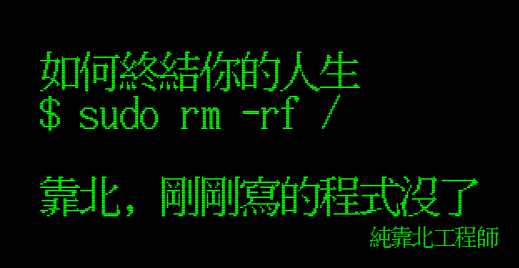 如何終結你的人生
$ sudo rm -rf /
靠北, 剛剛寫的程式沒了
純靠北工程師